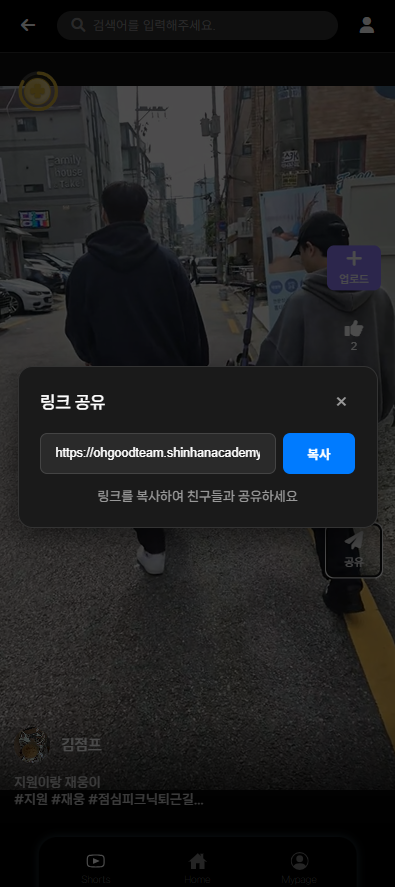 검색어를 입력해주세요.
Family
house
업로드
2
링크 공유
×
https://ohgoodteam.shinhanacademy
복사
링크를 복사하여 친구들과 공유하세요
공유
김점프
지원이랑 재웅이
#지원 #재웅 #점심피크닉퇴근길...
Shorts
Home
Mypage